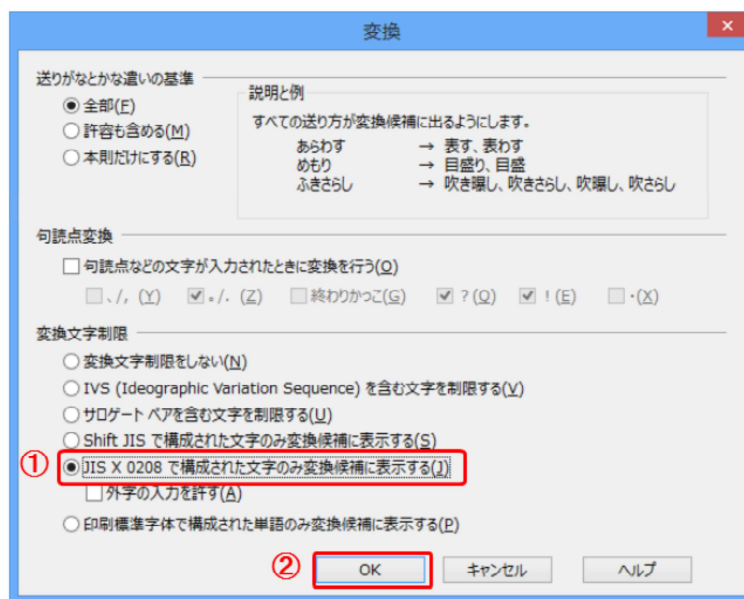 変換
送りがなとかな遣いの基準
全部(F)
許容も含める(M)
本則だけにする(R)
説明と例
すべての送り方が変換候補に出るようにします。
あらわす → 表す、表わす
めもり → 目盛り、目盛
ふきさらし → 吹き曝し、吹きさらし、吹曝し、吹さらし
句読点変換
句読点などの文字が入力されたときに変換を行う(O)
、/, (Y) 。/. (Z) 終わりかっこ(G) ? (Q) ! (E) ・(X)
変換文字制限
変換文字制限をしない(N)
IVS (Ideographic Variation Sequence) を含む文字を制限する(V)
サロゲート ペアを含む文字を制限する(U)
Shift JIS で構成された文字のみ変換候補に表示する(S)
① JIS X 0208 で構成された文字のみ変換候補に表示する(J)
外字の入力を許す(A)
印刷標準字体で構成された単語のみ変換候補に表示する(P)
② OK キャンセル ヘルプ